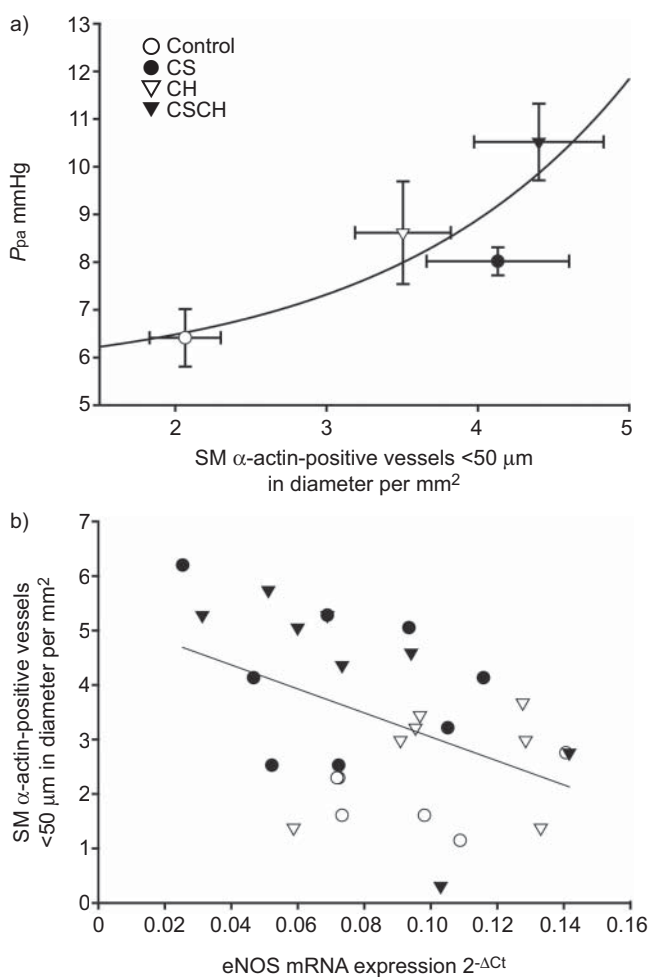 a)
Control
CS
CH
CSCH
13
12
11
10
9
8
7
6
5
P_pa mmHg
2 3 4 5
SM α-actin-positive vessels <50 μm
in diameter per mm²
b)
7
6
5
4
3
2
1
0
SM α-actin-positive vessels
<50 μm in diameter per mm²
0 0.02 0.04 0.06 0.08 0.10 0.12 0.14 0.16
eNOS mRNA expression 2^-ΔCt